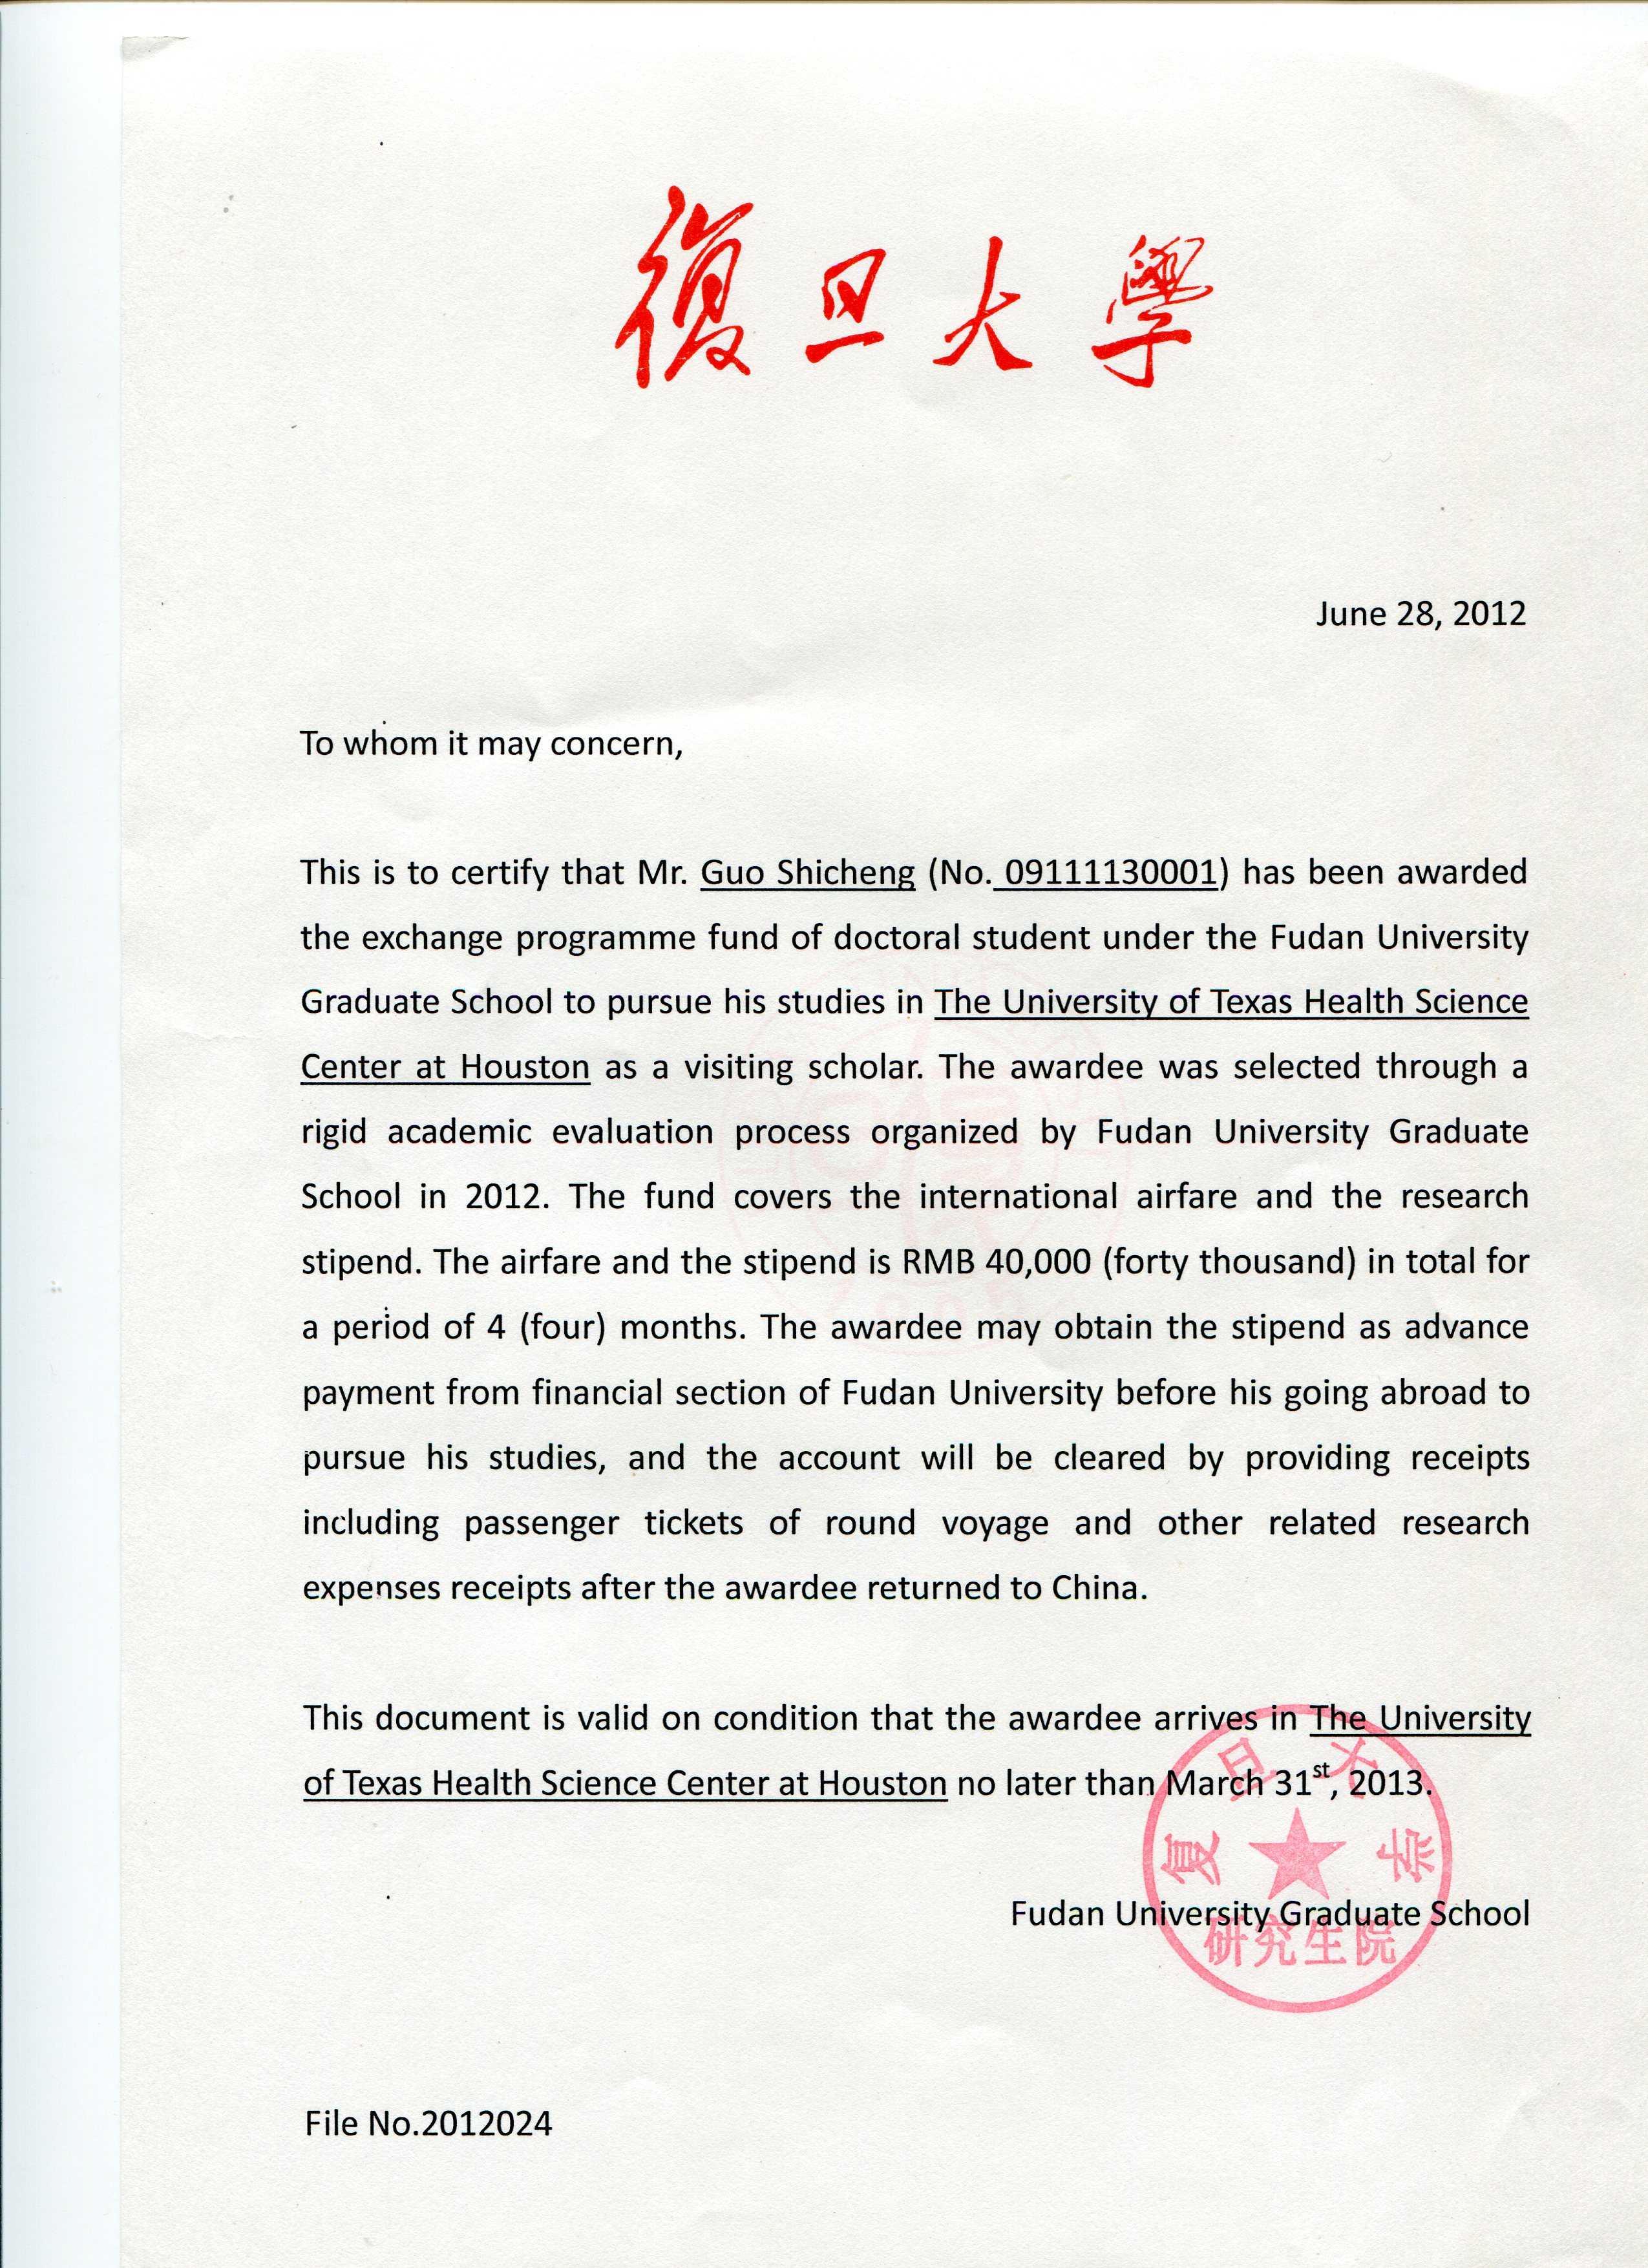 復旦大學
June 28, 2012
To whom it may concern,
This is to certify that Mr. Guo Shicheng (No. 09111130001) has been awarded
the exchange programme fund of doctoral student under the Fudan University
Graduate School to pursue his studies in The University of Texas Health Science
Center at Houston as a visiting scholar. The awardee was selected through a
rigid academic evaluation process organized by Fudan University Graduate
School in 2012. The fund covers the international airfare and the research
stipend. The airfare and the stipend is RMB 40,000 (forty thousand) in total for
a period of 4 (four) months. The awardee may obtain the stipend as advance
payment from financial section of Fudan University before his going abroad to
pursue his studies, and the account will be cleared by providing receipts
including passenger tickets of round voyage and other related research
expenses receipts after the awardee returned to China.
This document is valid on condition that the awardee arrives in The University
of Texas Health Science Center at Houston no later than March 31st, 2013.
复旦大学
Fudan University Graduate School
研究生院
File No.2012024